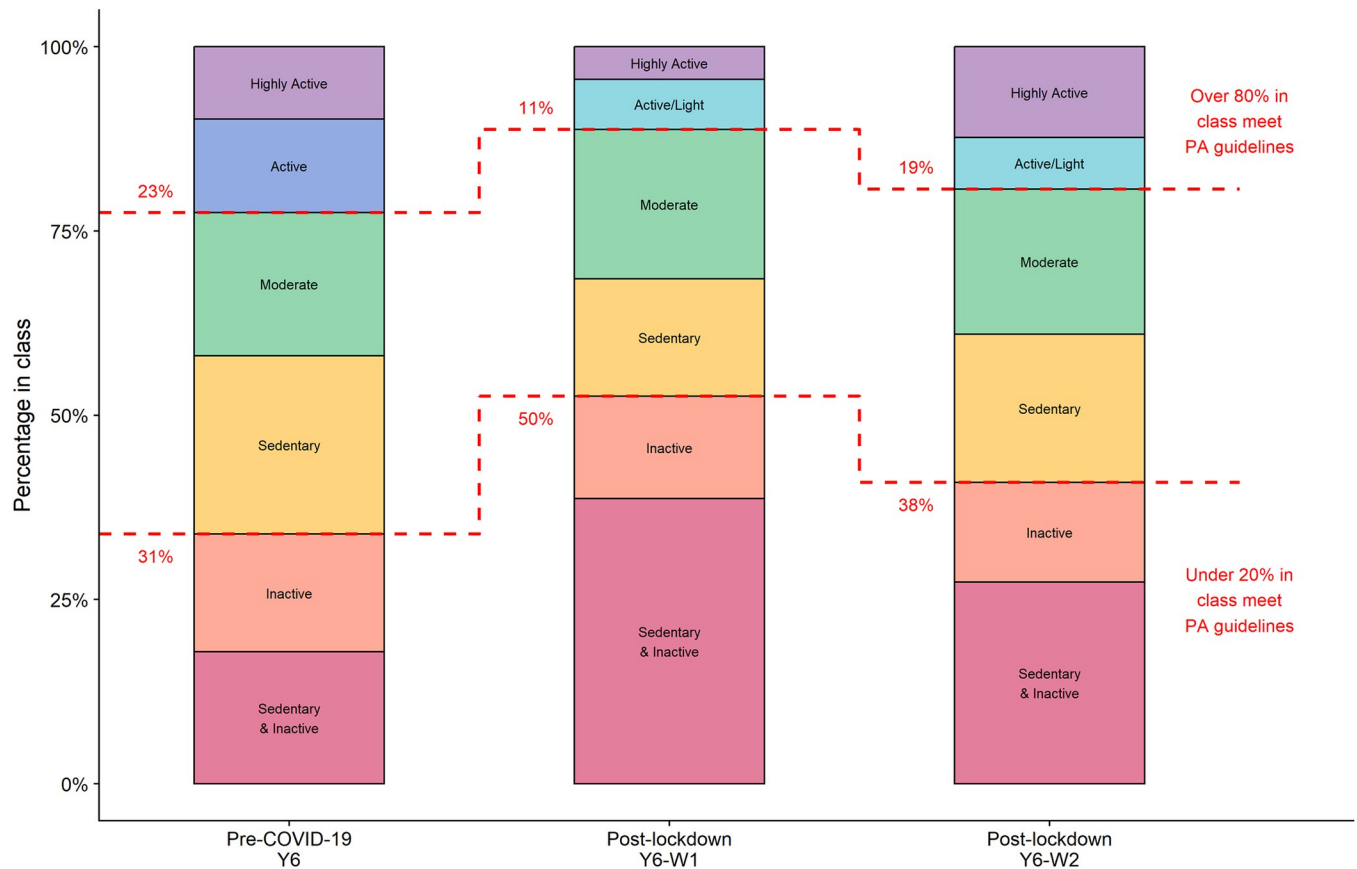 Percentage in class
100%
75%
50%
25%
0%
Highly Active
Active
Moderate
Sedentary
Inactive
Sedentary
& Inactive
23%
31%
Pre-COVID-19
Y6
Highly Active
Active/Light
Moderate
Sedentary
Inactive
Sedentary
& Inactive
11%
50%
Post-lockdown
Y6-W1
Highly Active
Active/Light
Moderate
Sedentary
Inactive
Sedentary
& Inactive
19%
38%
Post-lockdown
Y6-W2
Over 80% in
class meet
PA guidelines
Under 20% in
class meet
PA guidelines